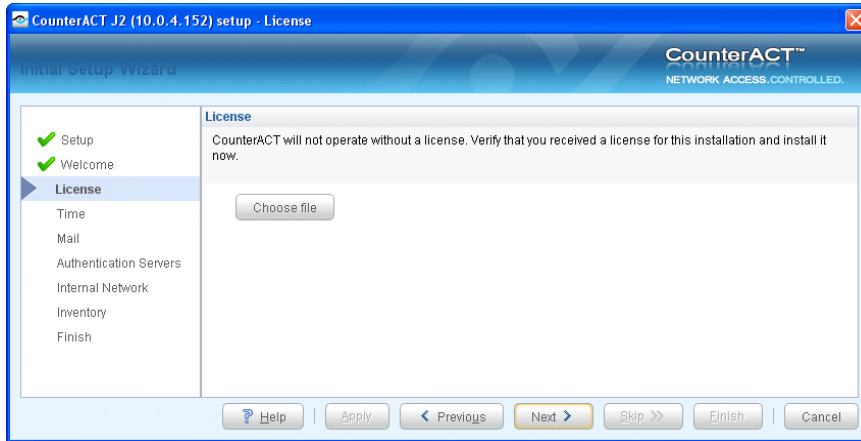 CounterACT J2 (10.0.4.152) setup - License
Initial Setup Wizard
CounterACT™
NETWORK ACCESS.CONTROLLED.
Setup
Welcome
License
Time
Mail
Authentication Servers
Internal Network
Inventory
Finish
License
CounterACT will not operate without a license. Verify that you received a license for this installation and install it
now.
Choose file
Help
Apply
Previous
Next
Skip >>
Finish
Cancel